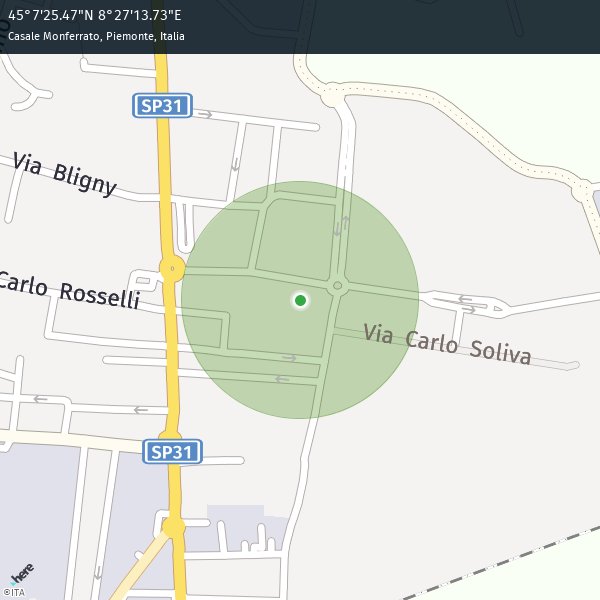 45°7'25.47"N 8°27'13.73"E
Casale Monferrato, Piemonte, Italia
SP31
Via Bligny
Carlo Rosselli
Via Carlo Soliva
SP31
here
©ITA